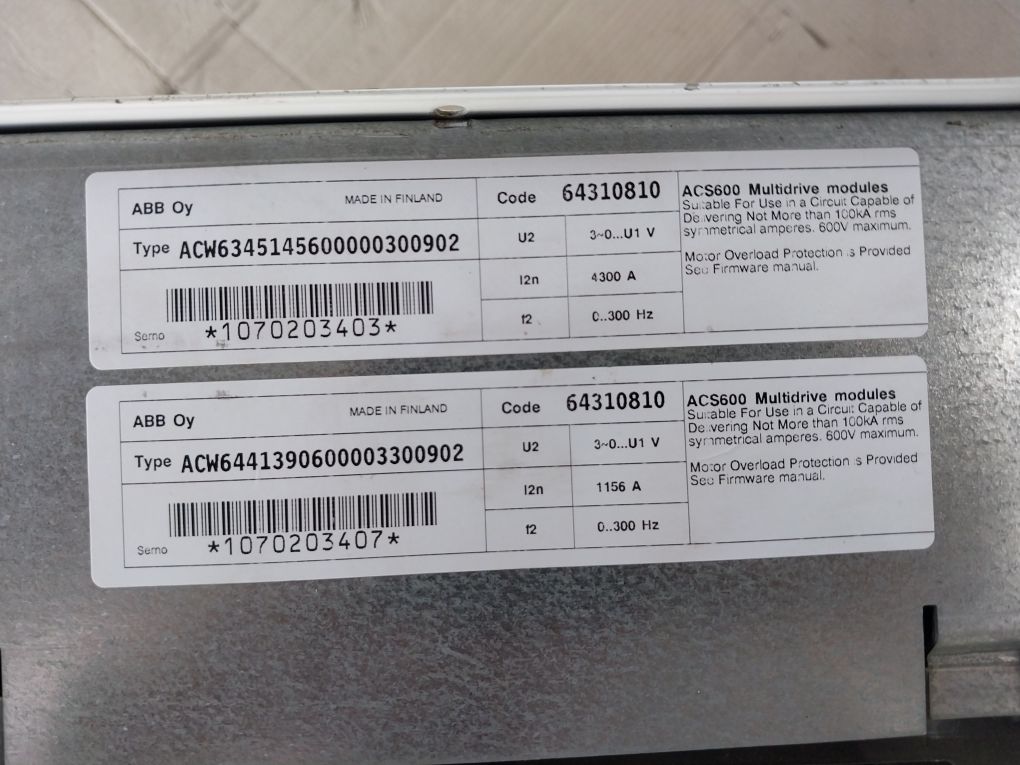 ABB Oy MADE IN FINLAND
Type ACW6345145600000300902
Serno *1070203403*
Code 64310810
U2 3~0...U1 V
I2n 4300 A
f2 0..300 Hz
ACS600 Multidrive modules
Suitable For Use in a Circuit Capable of
Delivering Not More than 100kA rms
symmetrical amperes. 600V maximum.
Motor Overload Protection is Provided
See Firmware manual.
ABB Oy MADE IN FINLAND
Type ACW6441390600003300902
Serno *1070203407*
Code 64310810
U2 3~0...U1 V
I2n 1156 A
f2 0..300 Hz
ACS600 Multidrive modules
Suitable For Use in a Circuit Capable of
Delivering Not More than 100kA rms
symmetrical amperes. 600V maximum.
Motor Overload Protection is Provided
See Firmware manual.